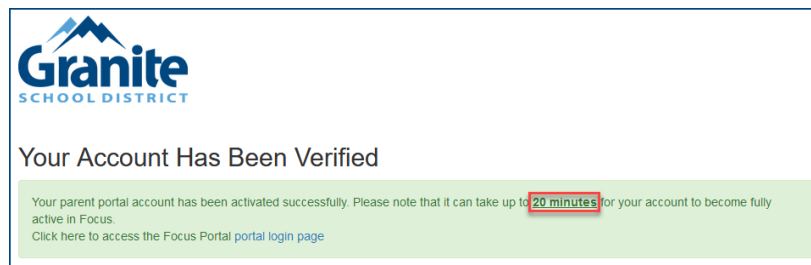 Granite
SCHOOL DISTRICT
Your Account Has Been Verified
Your parent portal account has been activated successfully. Please note that it can take up to 20 minutes for your account to become fully
active in Focus.
Click here to access the Focus Portal portal login page